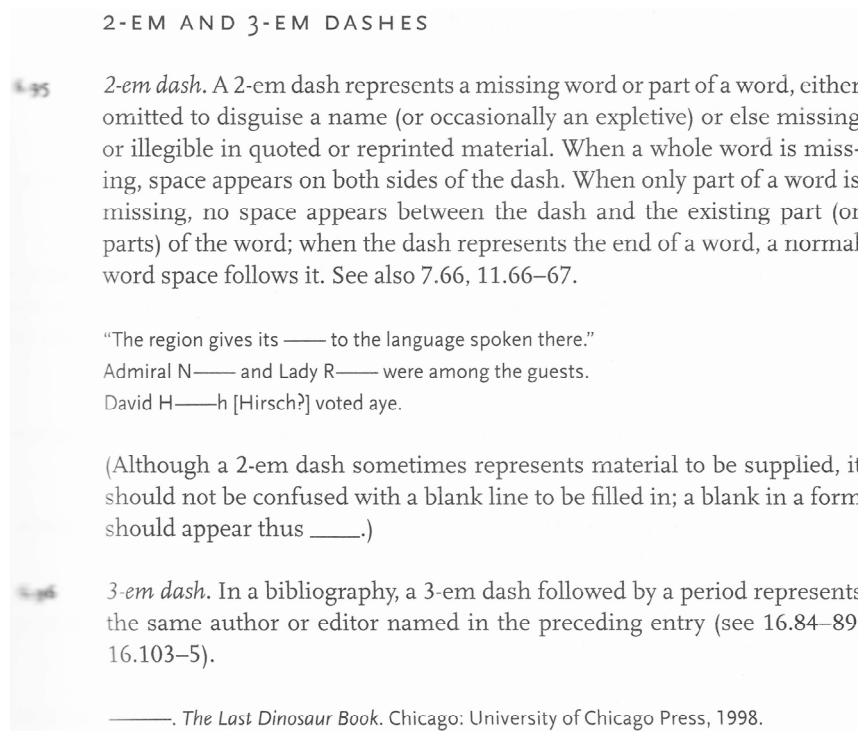 2-EM AND 3-EM DASHES
2-em dash. A 2-em dash represents a missing word or part of a word, either
omitted to disguise a name (or occasionally an expletive) or else missing
or illegible in quoted or reprinted material. When a whole word is miss-
ing, space appears on both sides of the dash. When only part of a word is
missing, no space appears between the dash and the existing part (or
parts) of the word; when the dash represents the end of a word, a normal
word space follows it. See also 7.66, 11.66–67.
“The region gives its —— to the language spoken there.”
Admiral N—— and Lady R—— were among the guests.
David H——h [Hirsch?] voted aye.
(Although a 2-em dash sometimes represents material to be supplied, it
should not be confused with a blank line to be filled in; a blank in a form
should appear thus ____.)
3-em dash. In a bibliography, a 3-em dash followed by a period represents
the same author or editor named in the preceding entry (see 16.84–89
16.103–5).
———. The Last Dinosaur Book. Chicago: University of Chicago Press, 1998.